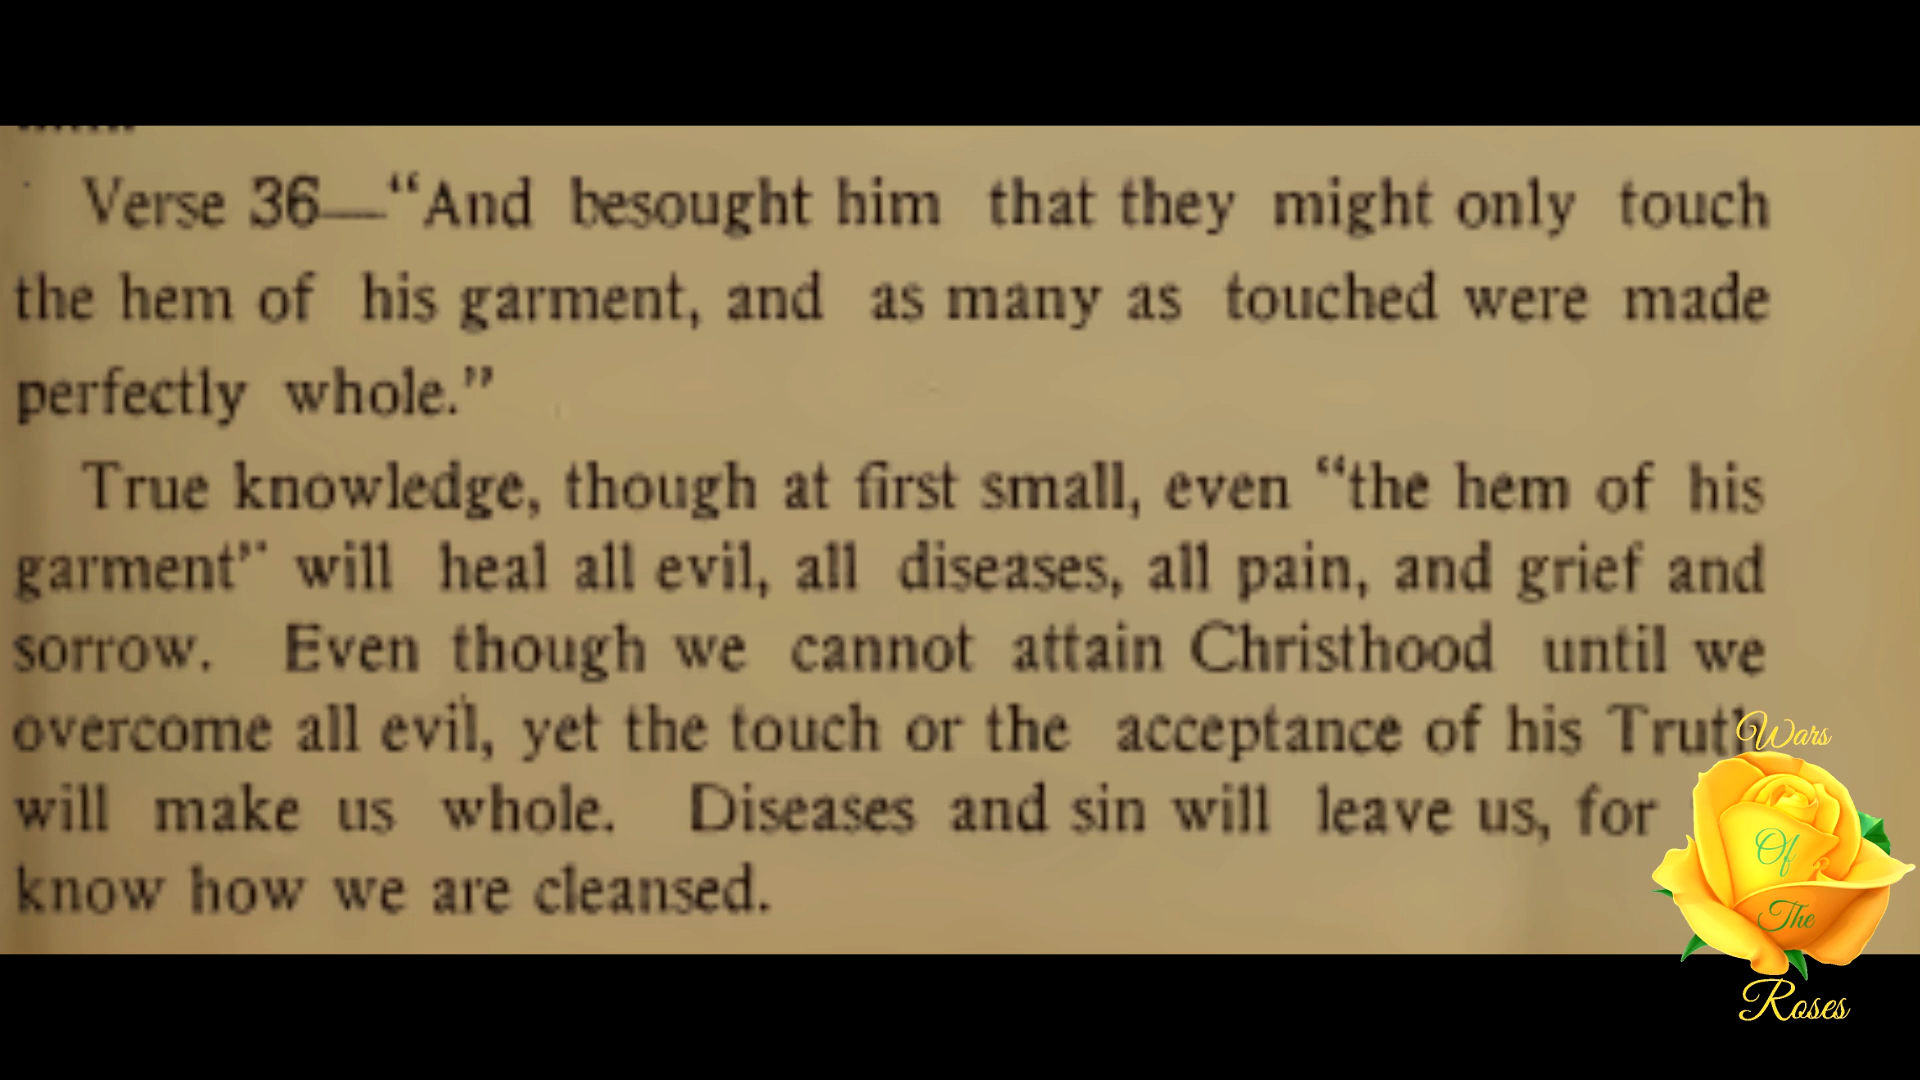 Verse 36—“And besought him that they might only touch
the hem of his garment, and as many as touched were made
perfectly whole.”
True knowledge, though at first small, even “the hem of his
garment” will heal all evil, all diseases, all pain, and grief and
sorrow. Even though we cannot attain Christhood until we
overcome all evil, yet the touch or the acceptance of his Truth
will make us whole. Diseases and sin will leave us, for
know how we are cleansed.
Wars
Of
The
Roses